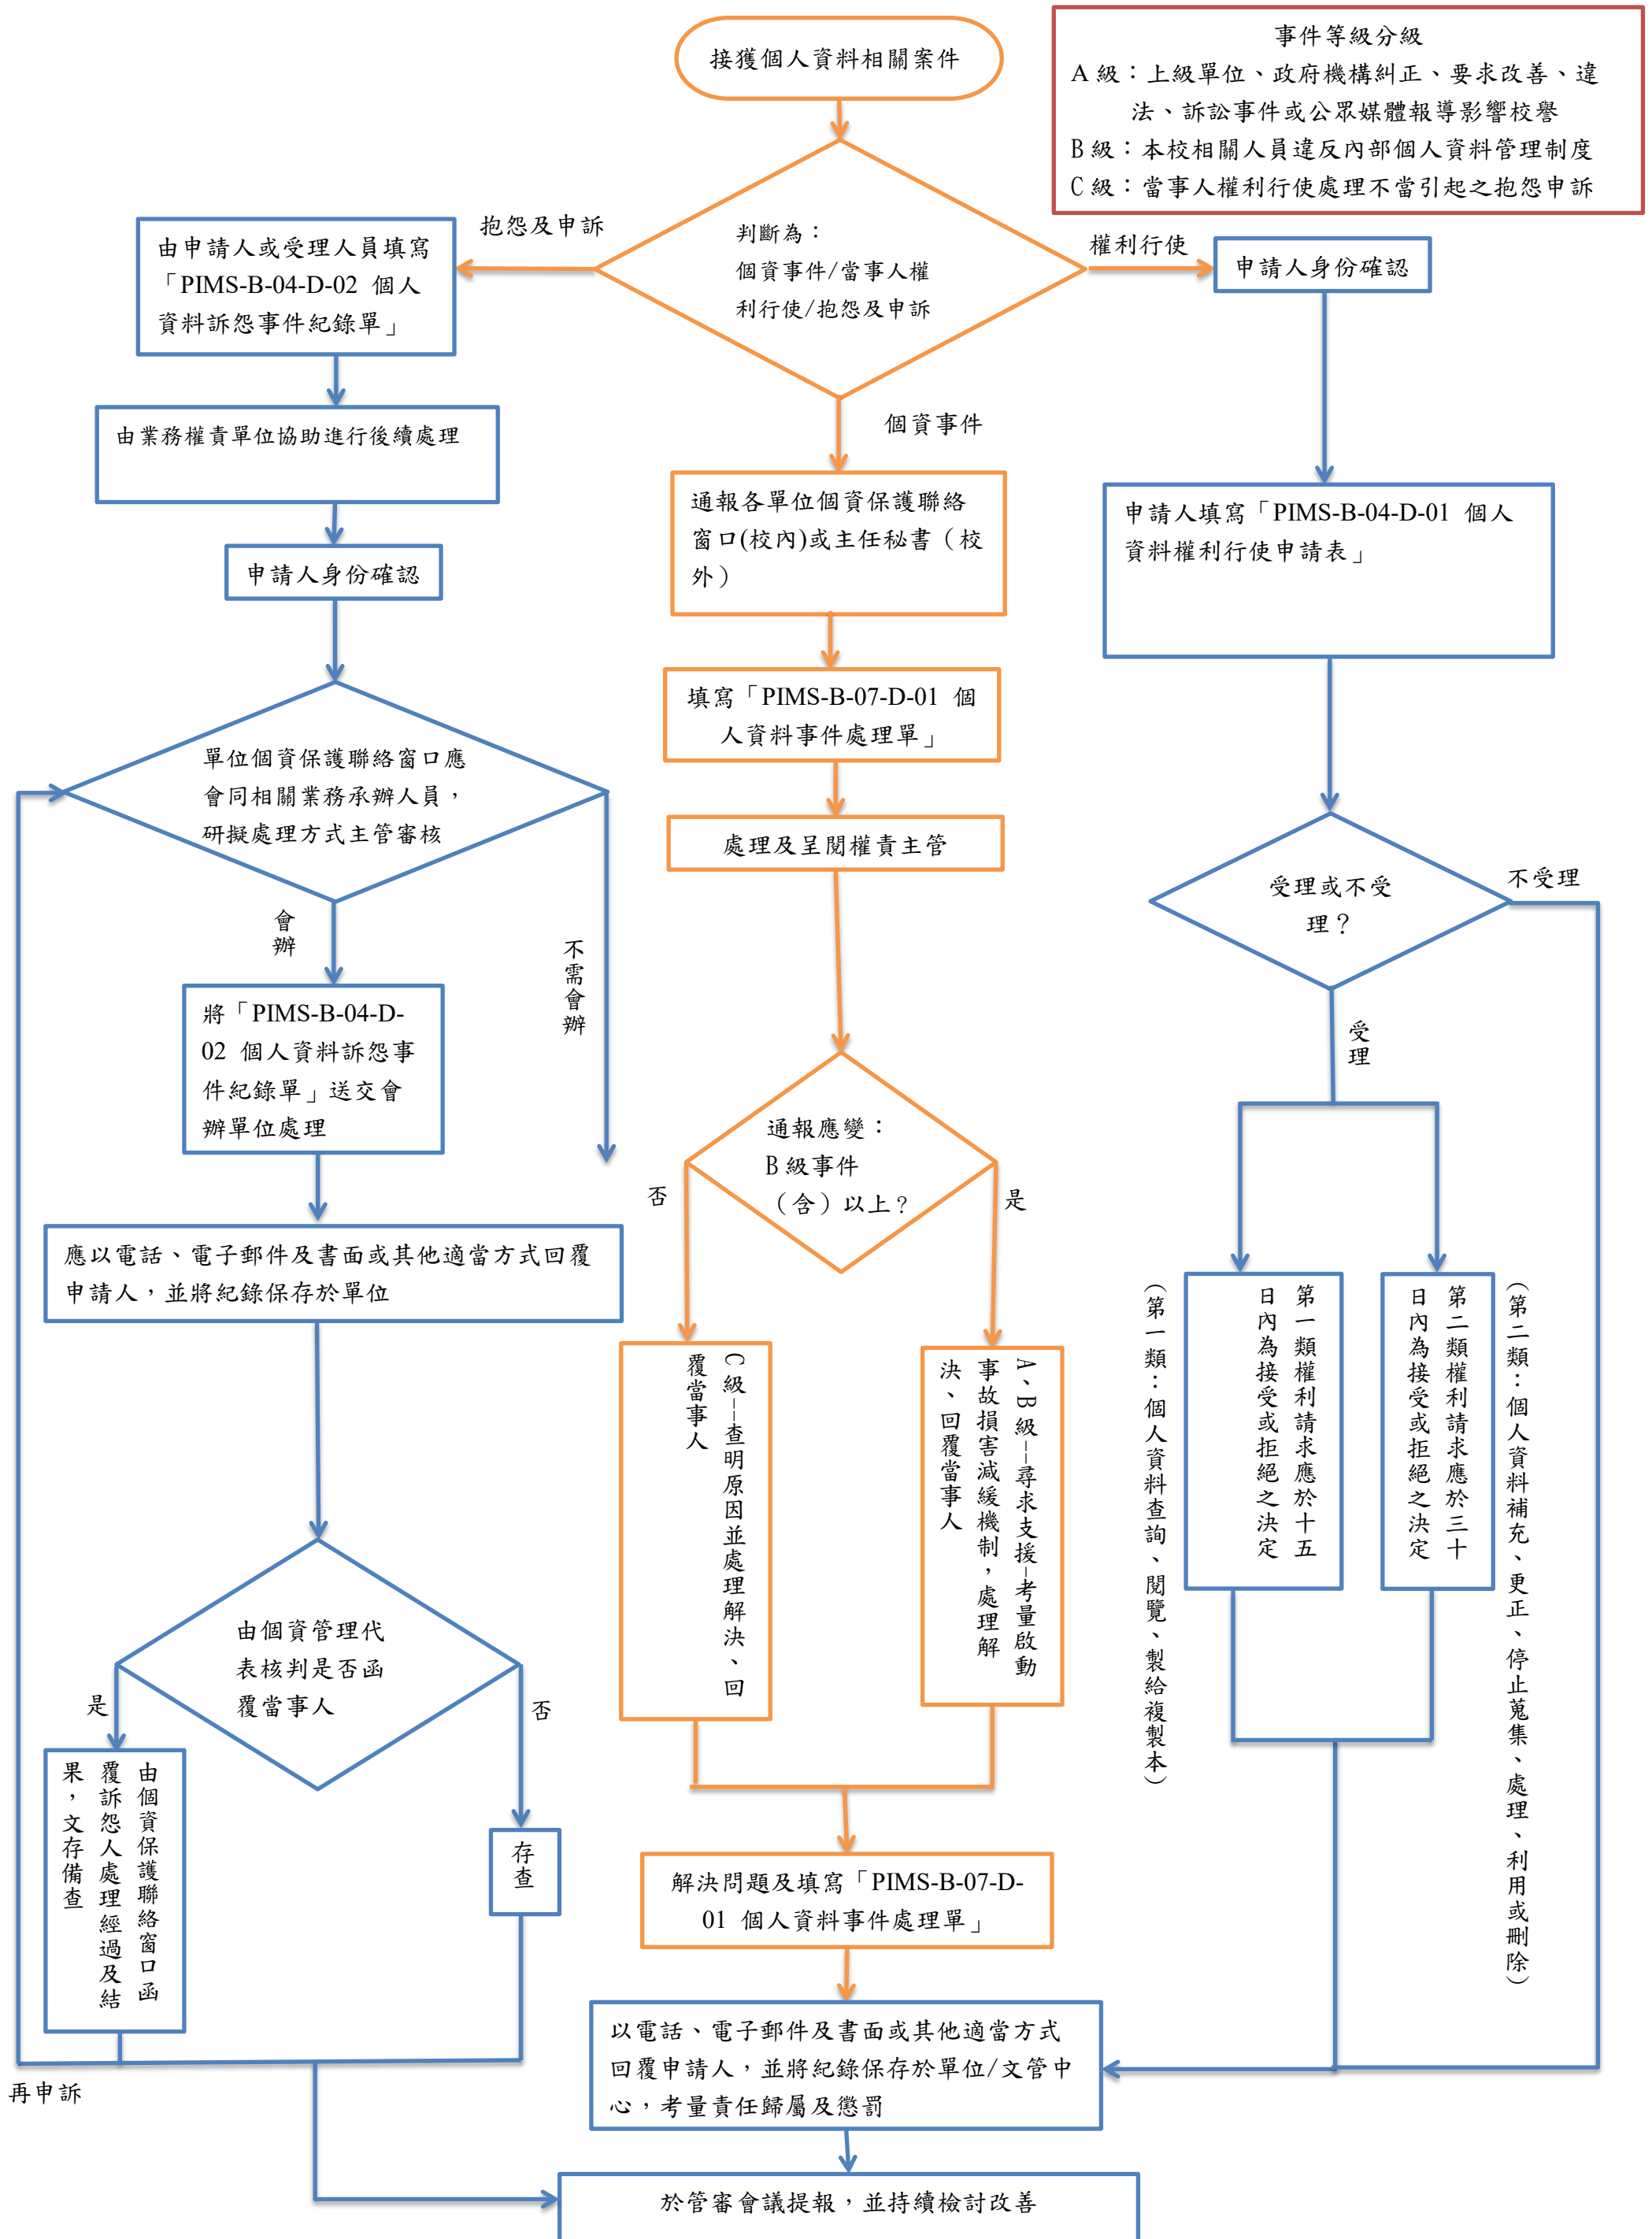 接獲個人資料相關案件
事件等級分級
A 級：上級單位、政府機構糾正、要求改善、違
法、訴訟事件或公眾媒體報導影響校譽
B 級：本校相關人員違反內部個人資料管理制度
C 級：當事人權利行使處理不當引起之抱怨申訴
判斷為：
個資事件/當事人權
利行使/抱怨及申訴
抱怨及申訴
權利行使
個資事件
由申請人或受理人員填寫
「PIMS-B-04-D-02 個人
資料訴怨事件紀錄單」
由業務權責單位協助進行後續處理
申請人身份確認
單位個資保護聯絡窗口應
會同相關業務承辦人員，
研擬處理方式主管審核
會辦
不需會辦
將「PIMS-B-04-D-
02 個人資料訴怨事
件紀錄單」送交會
辦單位處理
應以電話、電子郵件及書面或其他適當方式回覆
申請人，並將紀錄保存於單位
由個資管理代
表核判是否函
覆當事人
是
否
由個資保護聯絡窗口函
覆訴怨人處理經過及結
果，文存備查
存查
再申訴
通報各單位個資保護聯絡
窗口(校內)或主任秘書（校
外）
填寫「PIMS-B-07-D-01 個
人資料事件處理單」
處理及呈閱權責主管
通報應變：
B 級事件
（含）以上？
否
是
C 級--查明原因並處理解決、回
覆當事人
A、B 級--尋求支援-考量啟動
事故損害減緩機制，處理解
決、回覆當事人
解決問題及填寫「PIMS-B-07-D-
01 個人資料事件處理單」
申請人身份確認
申請人填寫「PIMS-B-04-D-01 個人
資料權利行使申請表」
受理或不受
理？
不受理
受理
第一類權利請求應於十五
日內為接受或拒絕之決定
(第一類：個人資料查詢、閱覽、製給複製本)
第二類權利請求應於三十
日內為接受或拒絕之決定
(第二類：個人資料補充、更正、停止蒐集、處理、利用或刪除)
以電話、電子郵件及書面或其他適當方式
回覆申請人，並將紀錄保存於單位/文管中
心，考量責任歸屬及懲罰
於管審會議提報，並持續檢討改善